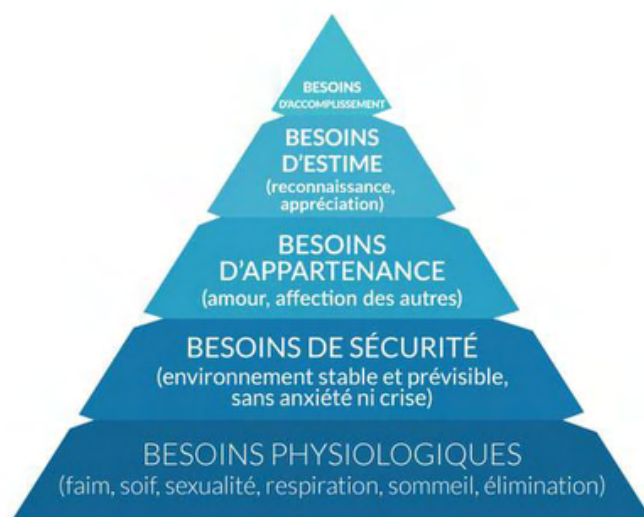 BESOINS
D'ACCOMPLISSEMENT
BESOINS
D'ESTIME
(reconnaissance,
appréciation)
BESOINS
D'APPARTENANCE
(amour, affection des autres)
BESOINS DE SÉCURITÉ
(environnement stable et prévisible,
sans anxiété ni crise)
BESOINS PHYSIOLOGIQUES
(faim, soif, sexualité, respiration, sommeil, élimination)